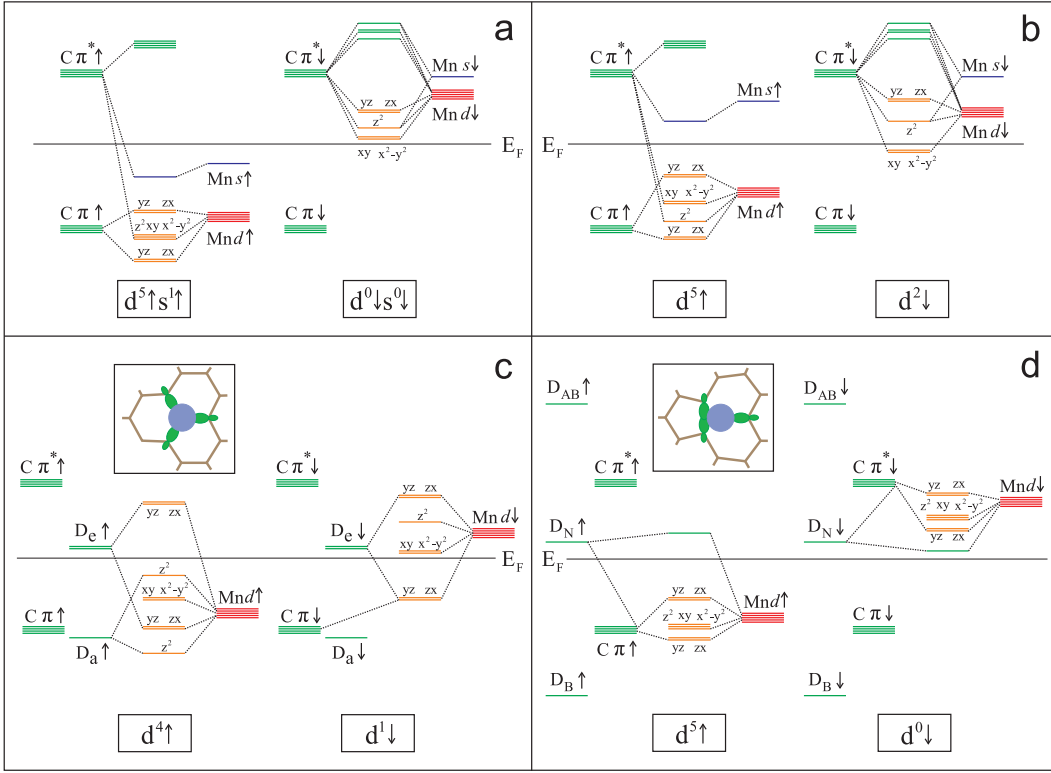 a
C π* ↑
C π* ↓
Mn s↓
yz zx
Mn d↓
z²
E_F
xy x²-y²
Mn s↑
C π ↑
yz zx
C π ↓
z² xy x²-y²
Mn d↑
yz zx
d⁵↑s¹↑
d⁰↓s⁰↓
b
C π* ↑
C π* ↓
Mn s↓
Mn s↑
yz zx
z²
Mn d↓
E_F
xy x²-y²
yz zx
C π ↑
xy x²-y²
C π ↓
Mn d↑
z²
yz zx
d⁵↑
d²↓
c
C π* ↑
C π* ↓
yz zx
yz zx
Mn d↓
D_e ↑
D_e ↓
z²
xy x²-y²
E_F
z²
xy x²-y²
yz zx
Mn d↑
C π ↑
C π ↓
yz zx
D_a ↑
z²
D_a ↓
d⁴↑
d¹↓
d
D_AB ↑
D_AB ↓
C π* ↑
C π* ↓
yz zx
Mn d↓
z² xy x²-y²
D_N ↑
D_N ↓
yz zx
E_F
yz zx
Mn d↑
z² xy x²-y²
C π ↑
yz zx
C π ↓
D_B ↑
D_B ↓
d⁵↑
d⁰↓